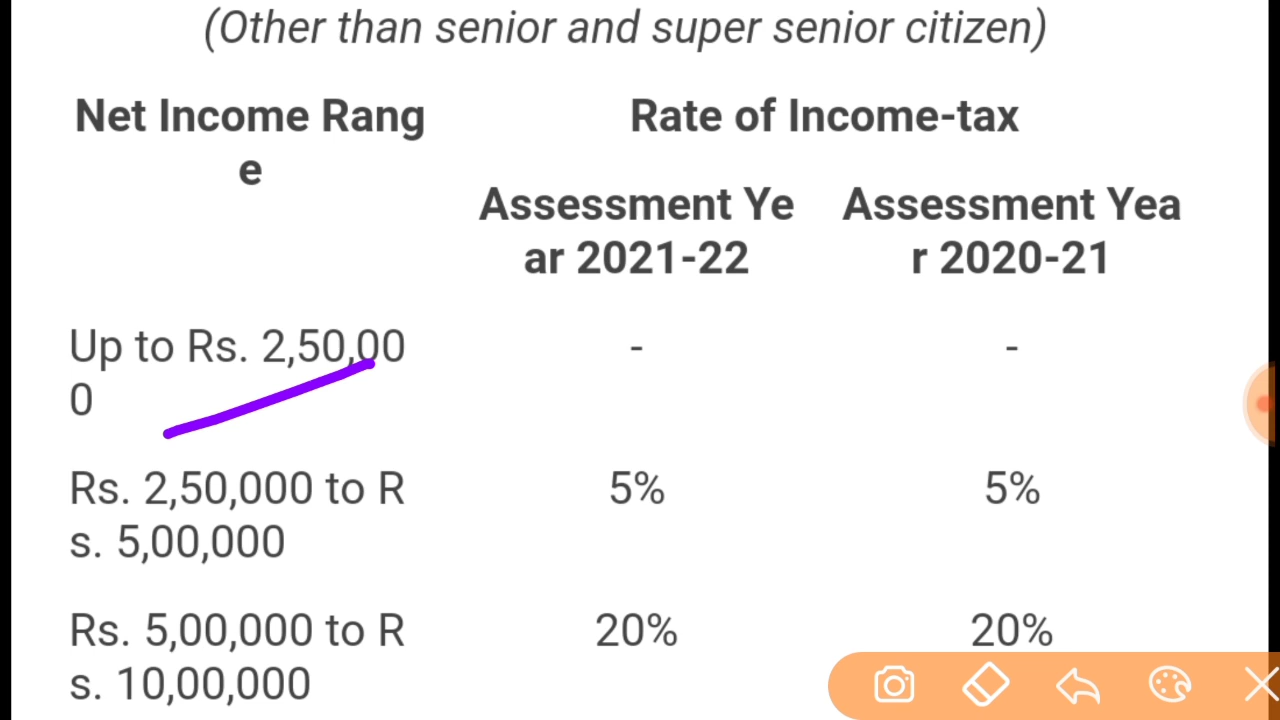 (Other than senior and super senior citizen)
Net Income Rang
e
Rate of Income-tax
Assessment Ye
ar 2021-22
Assessment Yea
r 2020-21
Up to Rs. 2,50,00
0
-
-
Rs. 2,50,000 to R
s. 5,00,000
5%
5%
Rs. 5,00,000 to R
s. 10,00,000
20%
20%